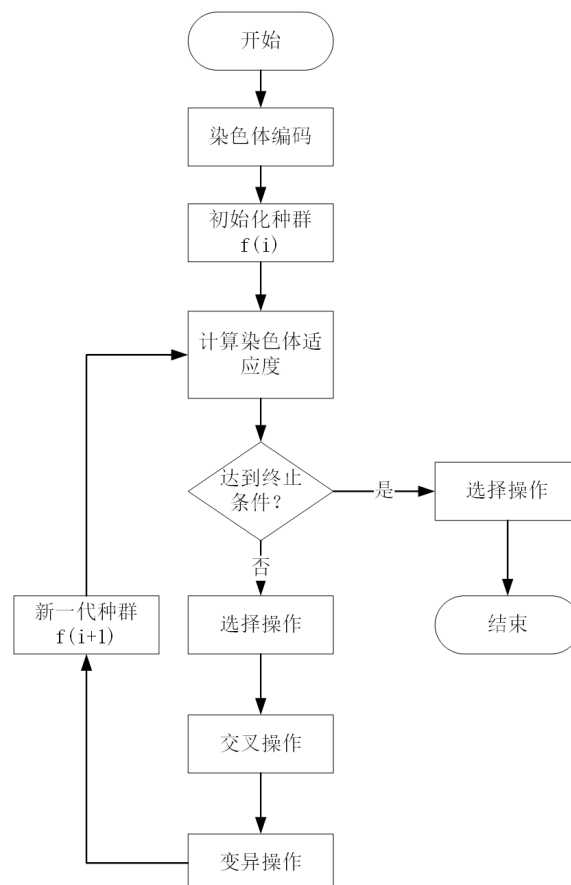 开始
染色体编码
初始化种群
f(i)
计算染色体适
应度
达到终止
条件？
是
选择操作
否
新一代种群
f(i+1)
选择操作
结束
交叉操作
变异操作